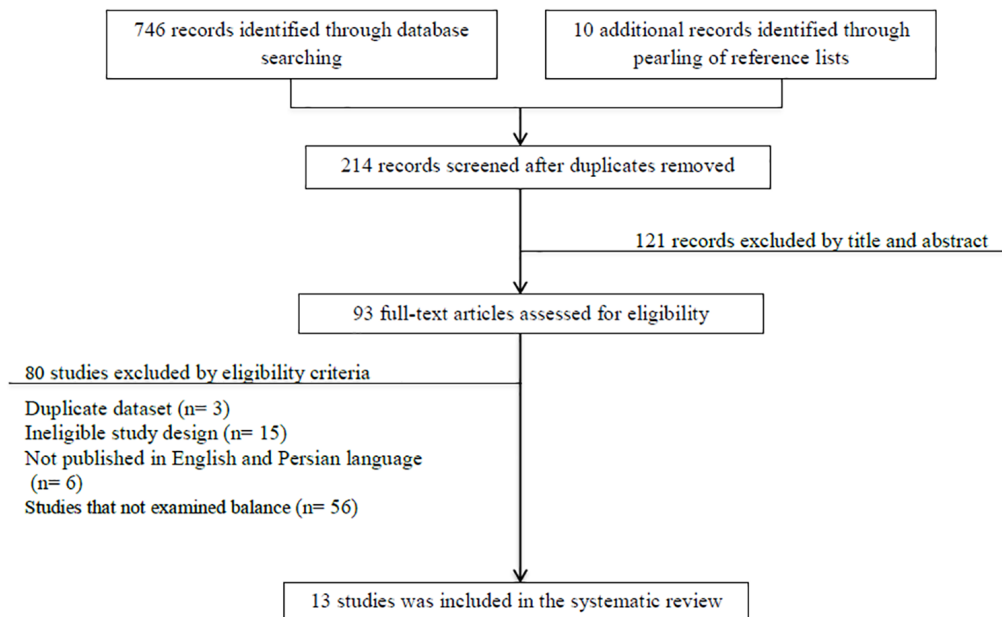 746 records identified through database
searching
10 additional records identified through
pearling of reference lists
214 records screened after duplicates removed
121 records excluded by title and abstract
93 full-text articles assessed for eligibility
80 studies excluded by eligibility criteria
Duplicate dataset (n= 3)
Ineligible study design (n= 15)
Not published in English and Persian language
(n= 6)
Studies that not examined balance (n= 56)
13 studies was included in the systematic review